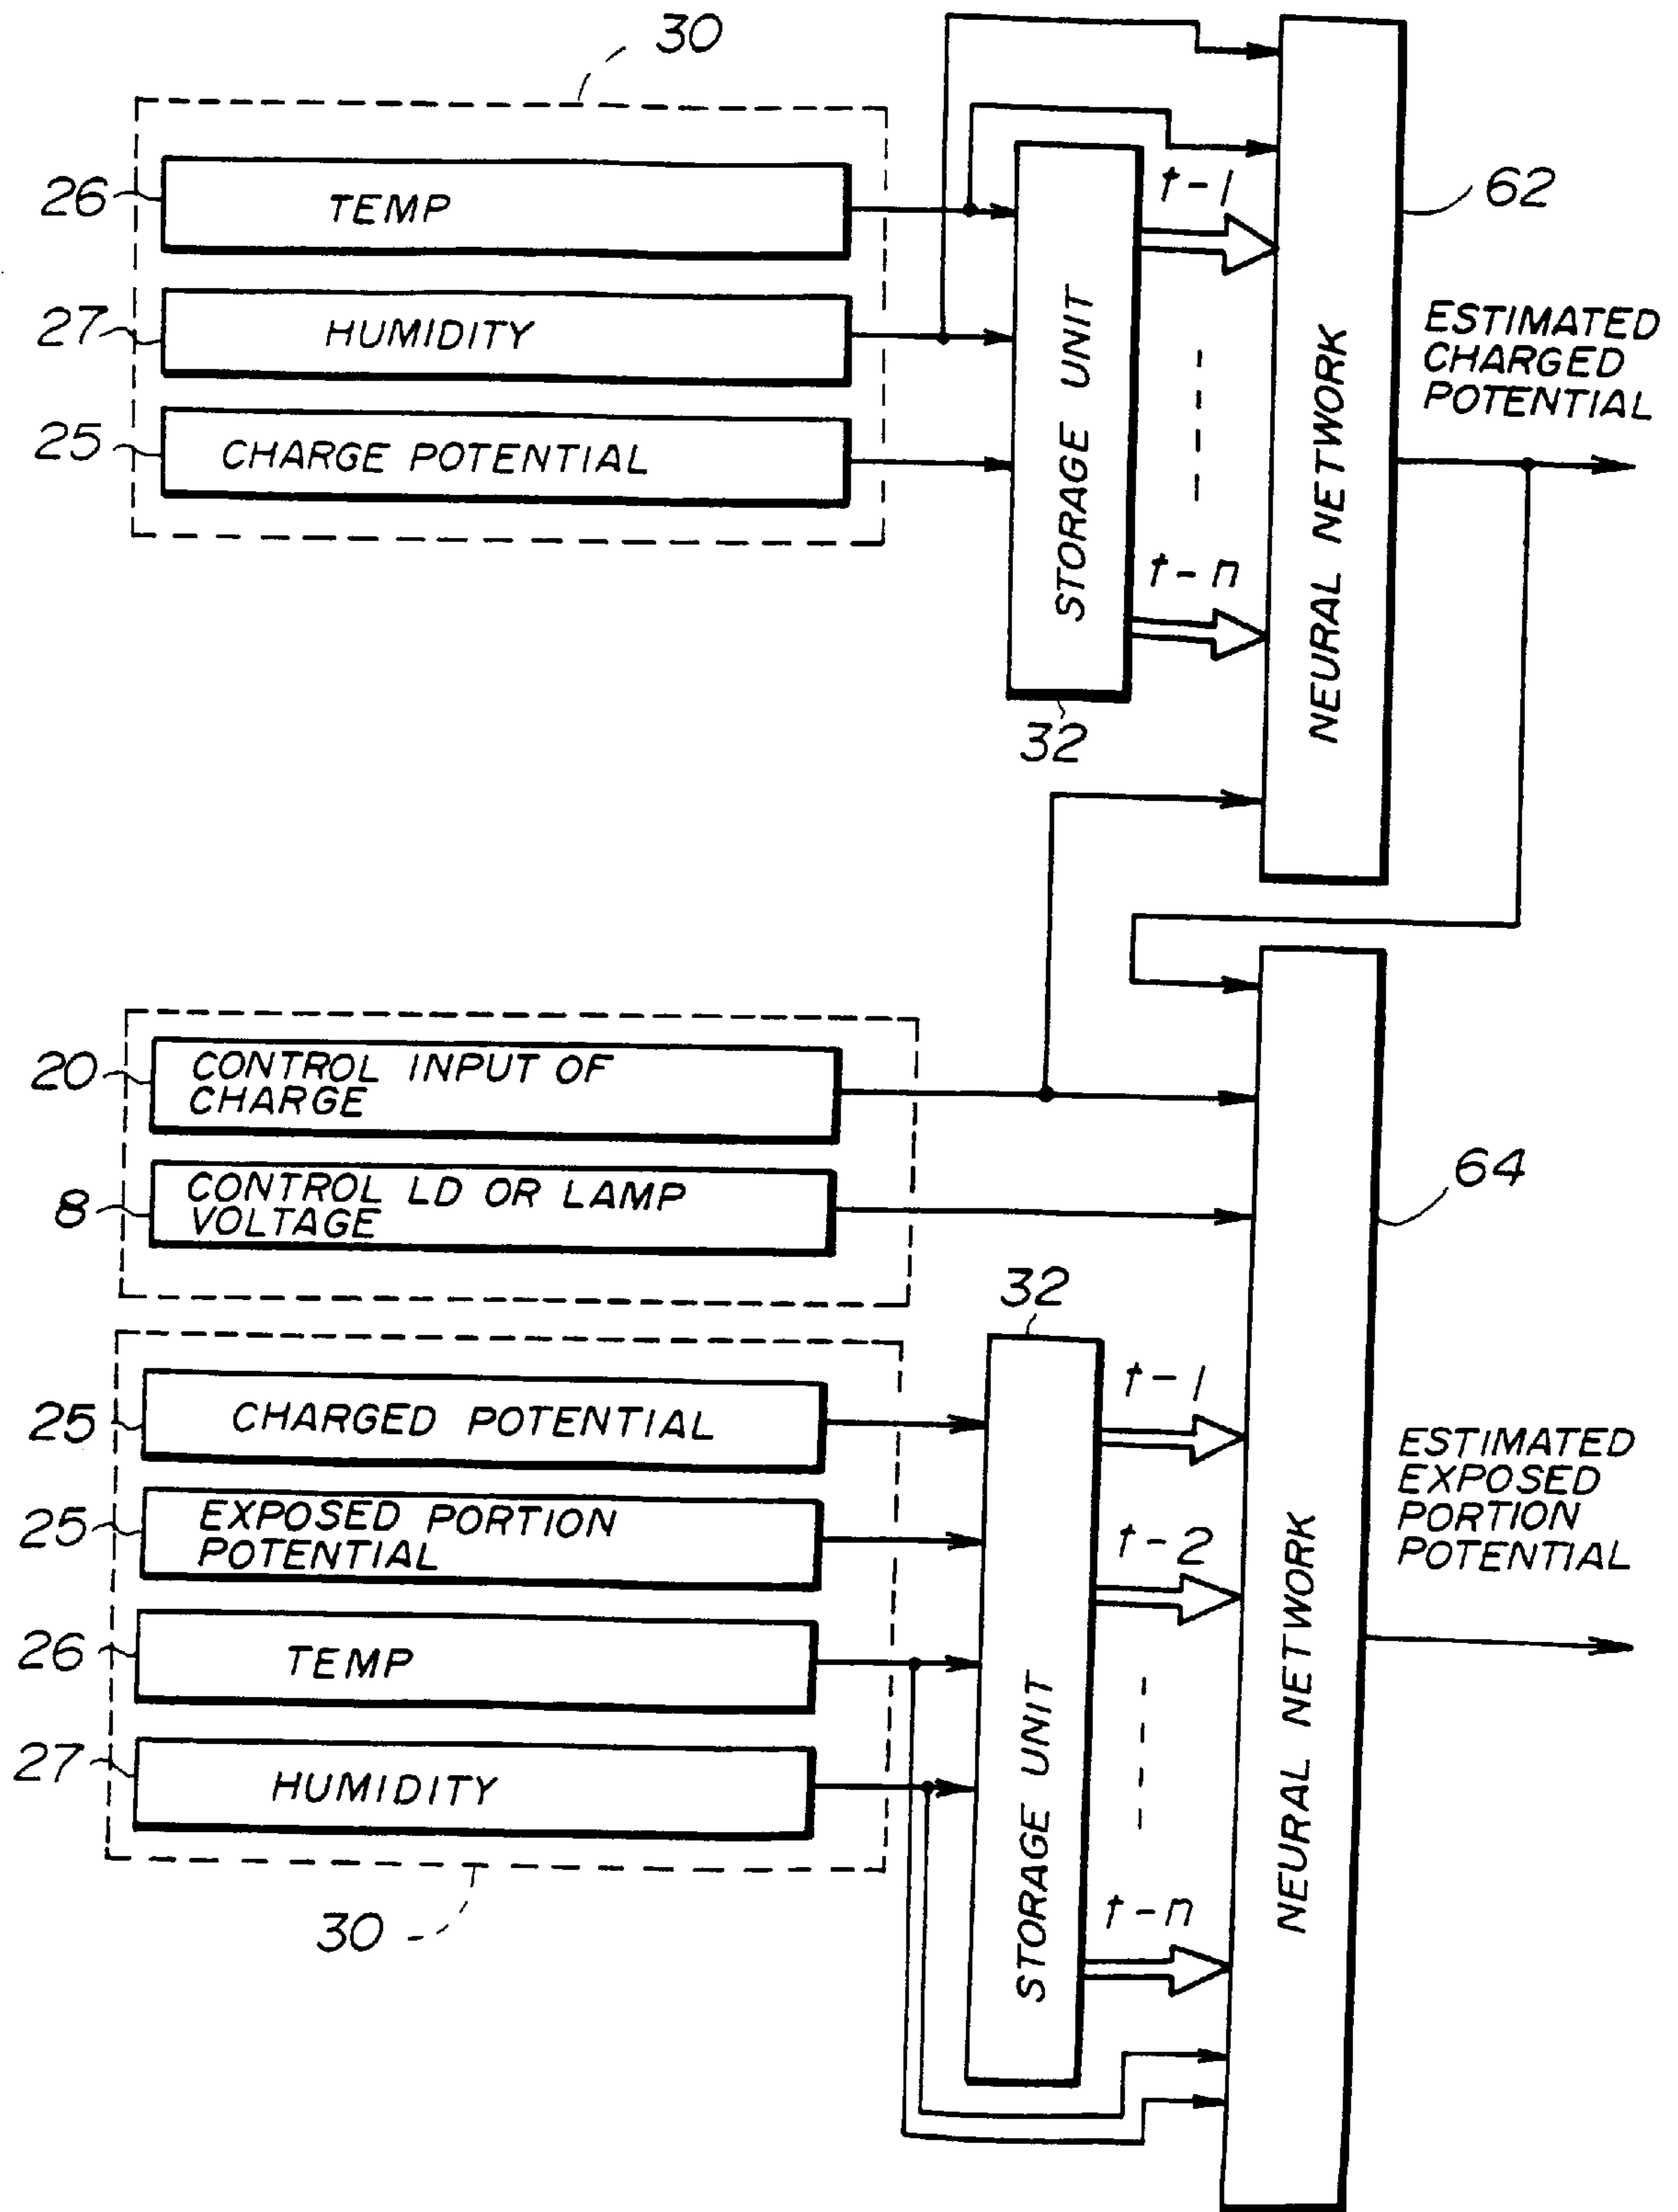 30
26
TEMP
27
HUMIDITY
25
CHARGE POTENTIAL
STORAGE UNIT
32
t-1
t-n
NEURAL NETWORK
62
ESTIMATED
CHARGED
POTENTIAL
20
CONTROL INPUT OF
CHARGE
8
CONTROL LD OR LAMP
VOLTAGE
64
32
25
CHARGED POTENTIAL
25
EXPOSED PORTION
POTENTIAL
26
TEMP
27
HUMIDITY
30
STORAGE UNIT
t-1
t-2
t-n
NEURAL NETWORK
ESTIMATED
EXPOSED
PORTION
POTENTIAL